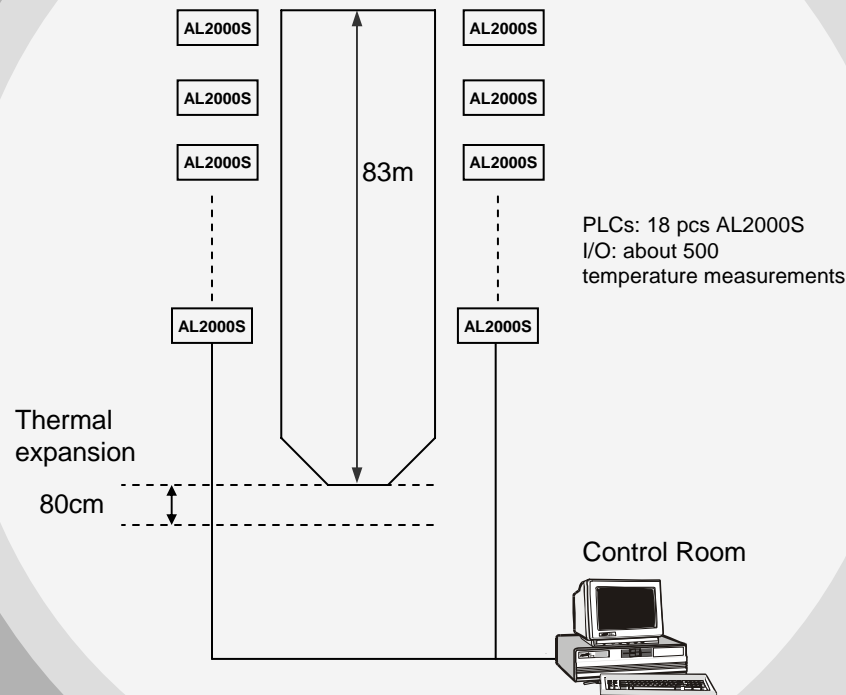 AL2000S
AL2000S
AL2000S
AL2000S
AL2000S
AL2000S
83m
PLCs: 18 pcs AL2000S
I/O: about 500
temperature measurements
AL2000S
AL2000S
Thermal
expansion
80cm
Control Room